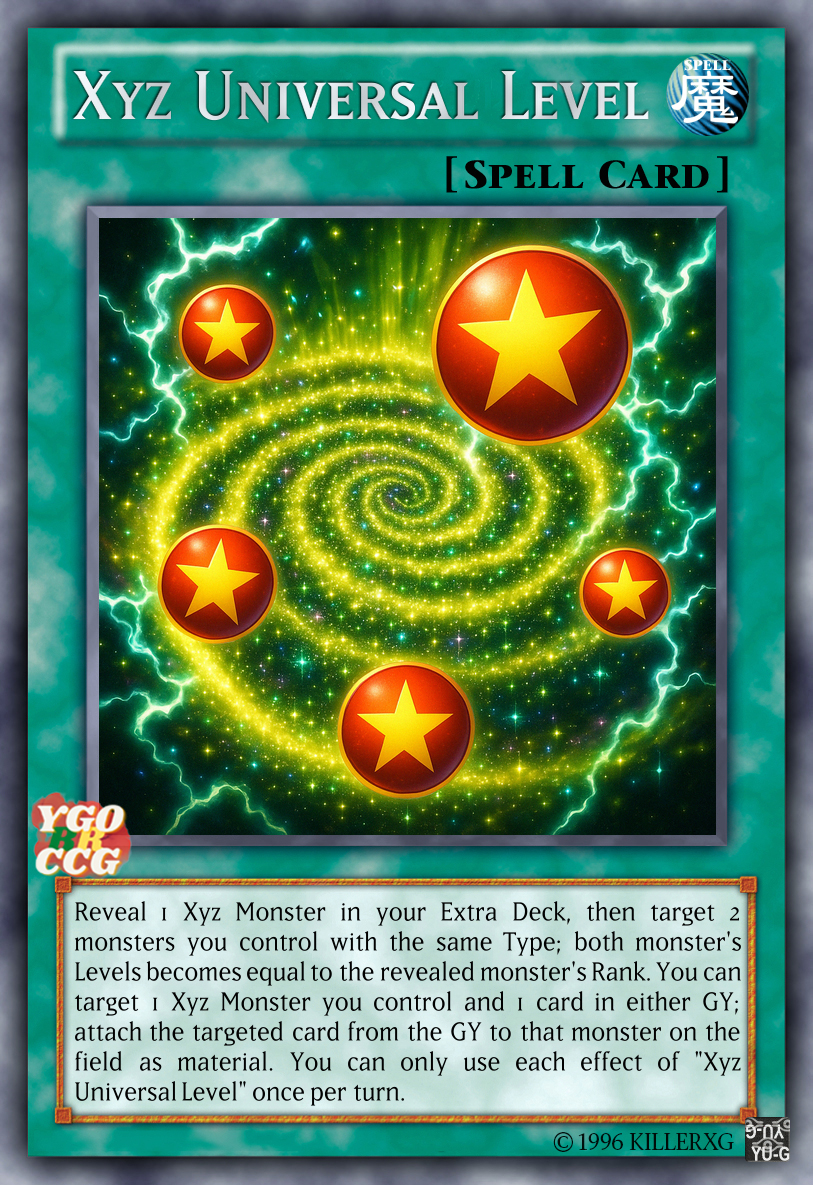 Xyz Universal Level
SPELL
魔
[Spell Card]
YGO
BR
CCG
Reveal 1 Xyz Monster in your Extra Deck, then target 2
monsters you control with the same Type; both monster's
Levels becomes equal to the revealed monster's Rank. You can
target 1 Xyz Monster you control and 1 card in either GY;
attach the targeted card from the GY to that monster on the
field as material. You can only use each effect of "Xyz
Universal Level" once per turn.
© 1996 KILLERXG
YU-G
YU-G